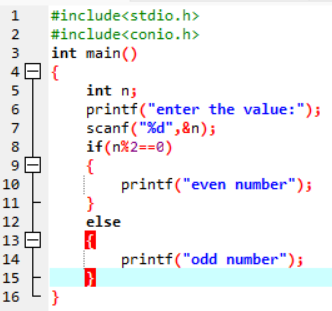 1 #include<stdio.h>
2 #include<conio.h>
3 int main()
4 {
5 int n;
6 printf("enter the value:");
7 scanf("%d",&n);
8 if(n%2==0)
9 {
10 printf("even number");
11 }
12 else
13 {
14 printf("odd number");
15 }
16 }